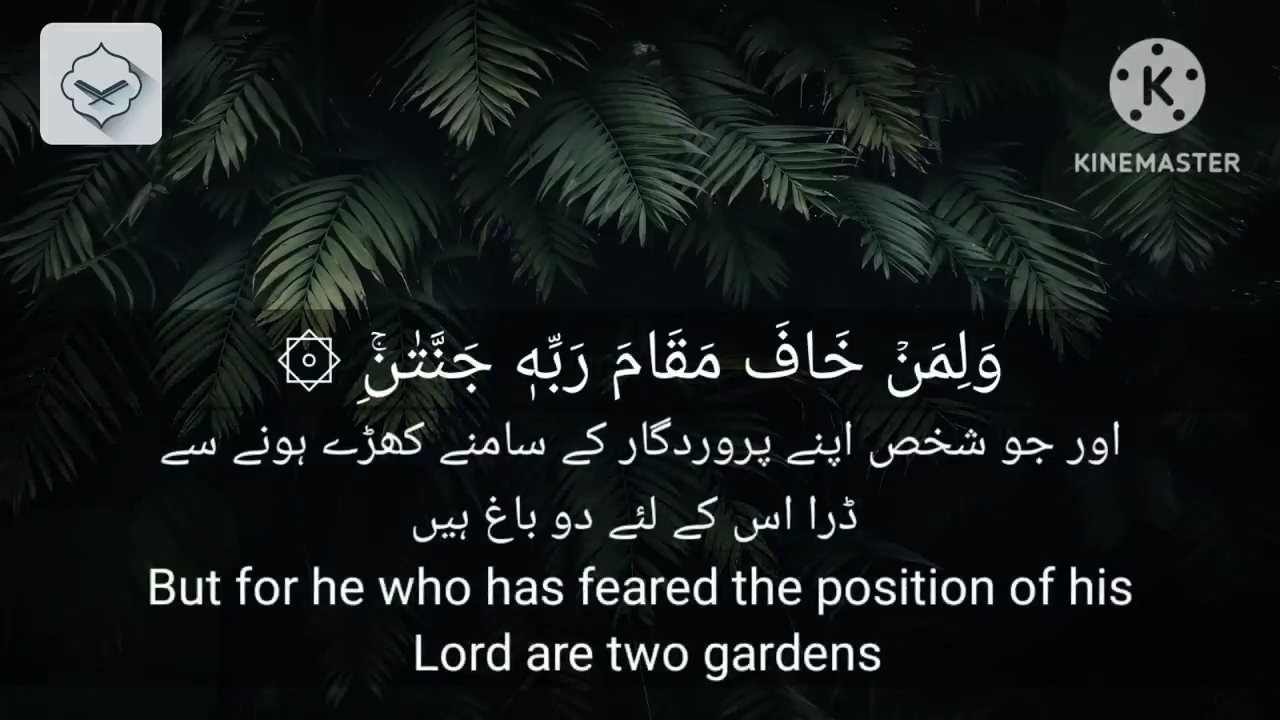 K
KINEMASTER
وَلِمَنۡ خَافَ مَقَامَ رَبِّهٖ جَنَّتٰنِۚ ۞
اور جو شخص اپنے پروردگار کے سامنے کھڑے ہونے سے
ڈرا اس کے لئے دو باغ ہیں
But for he who has feared the position of his
Lord are two gardens